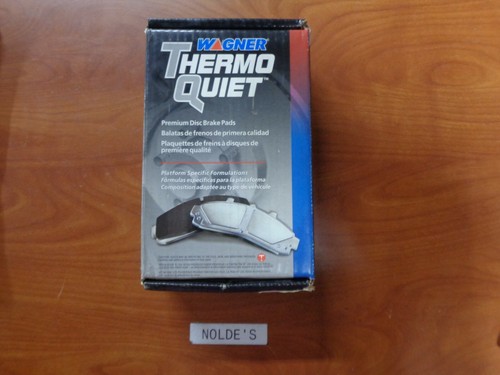 WAGNER
THERMO
QUIET™
Premium Disc Brake Pads
Balatas de frenos de primera calidad
Plaquettes de freins à disques de
première qualité
Platform Specific Formulations
Fórmulas específicas para la plataforma
Composition adaptée au type de véhicule
NOLDE'S